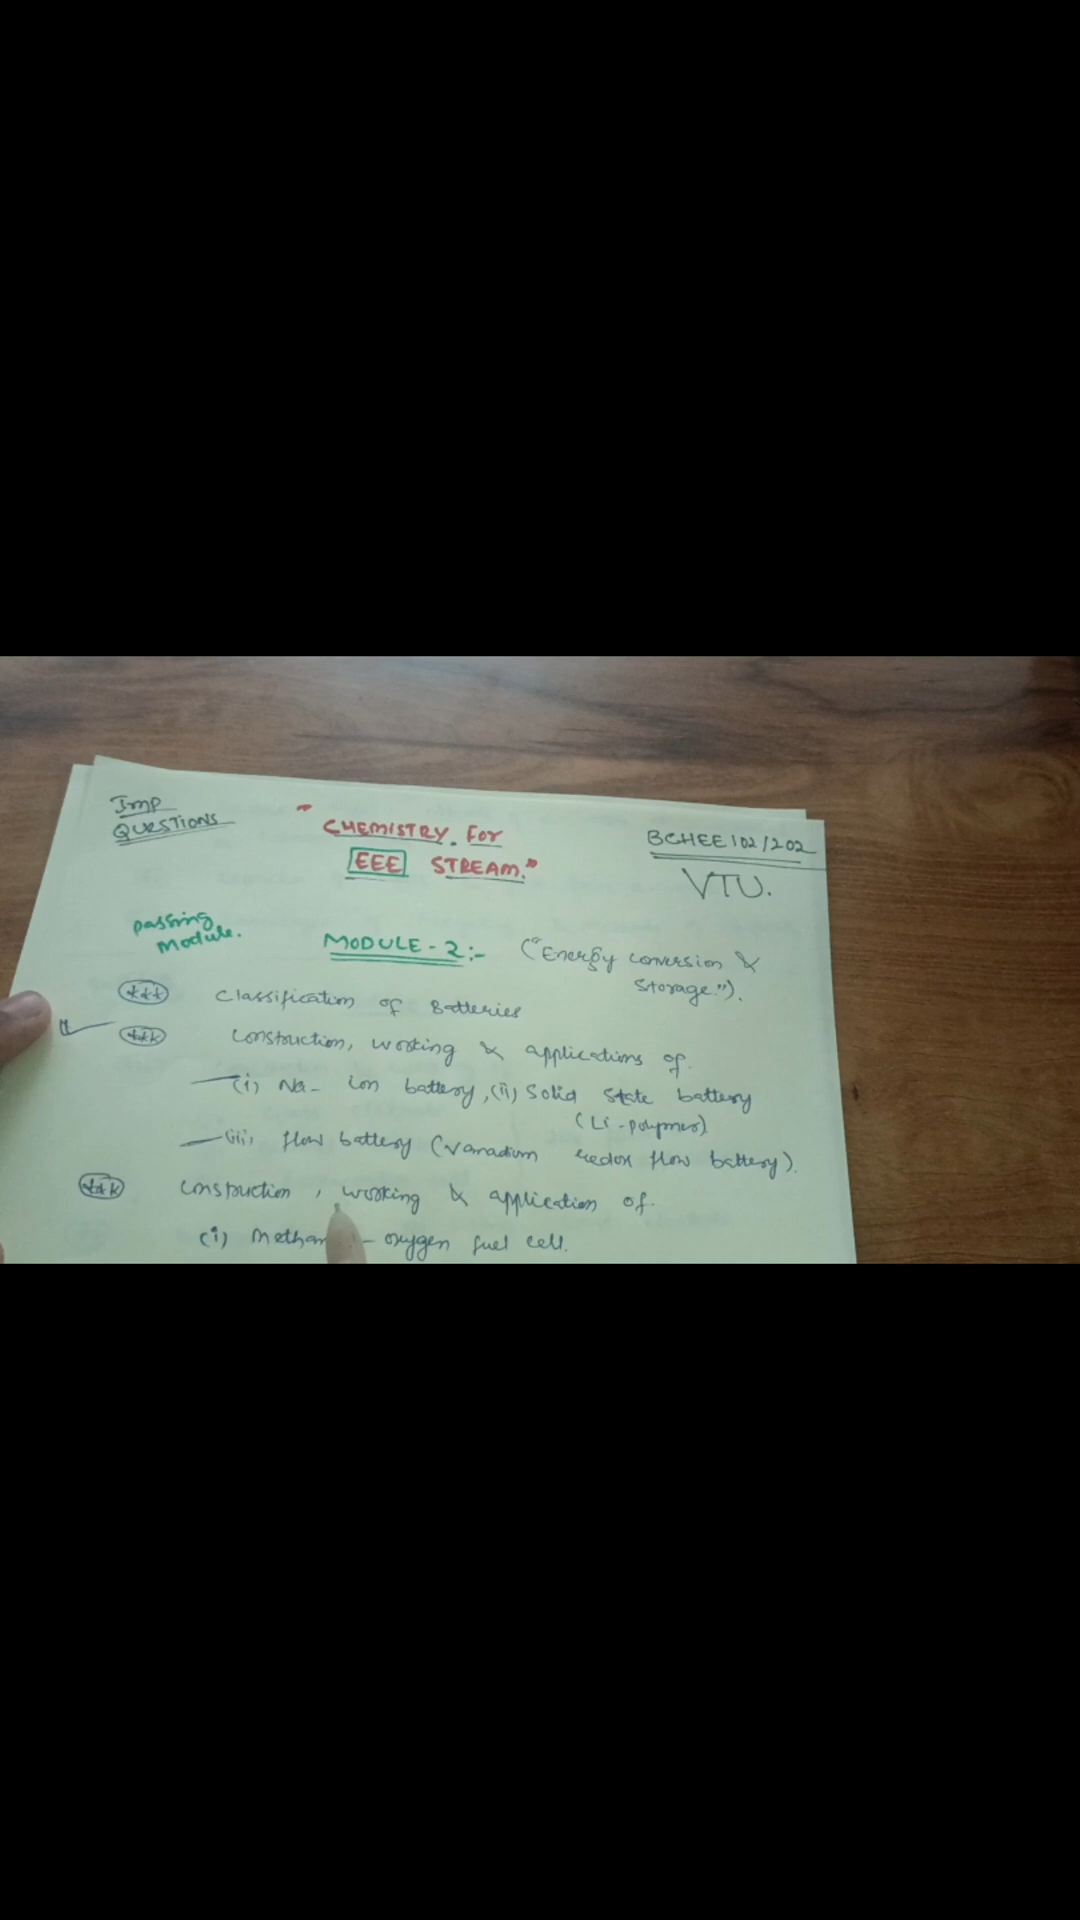 Imp
QUESTIONS
"CHEMISTRY. For
EEE STREAM."
BCHEE102/202
VTU.
passing
Module.
MODULE-2:-
("Energy conversion &
Storage.").
*** Classification of Batteries
*** Construction, working & applications of.
(i) Na- ion battery, (ii) Solid State battery
(Li-polymer)
(iii) flow battery (Vanadium redox flow battery).
*** Construction, working & application of.
(i) - oxygen fuel cell.